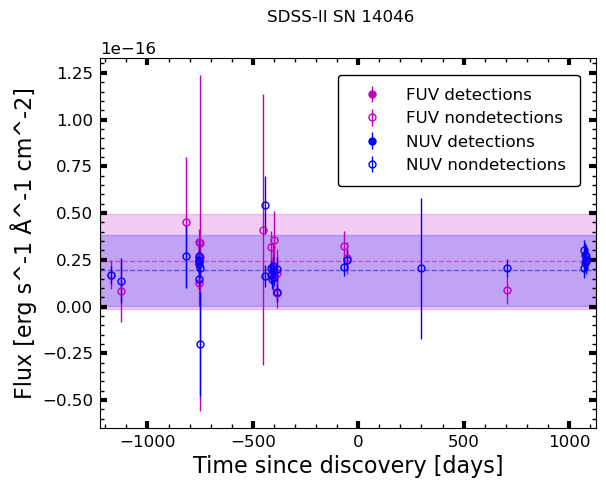 SDSS-II SN 14046
1e−16
1.25
1.00
0.75
0.50
0.25
0.00
−0.25
−0.50
Flux [erg s^-1 Å^-1 cm^-2]
FUV detections
FUV nondetections
NUV detections
NUV nondetections
−1000
−500
0
500
1000
Time since discovery [days]